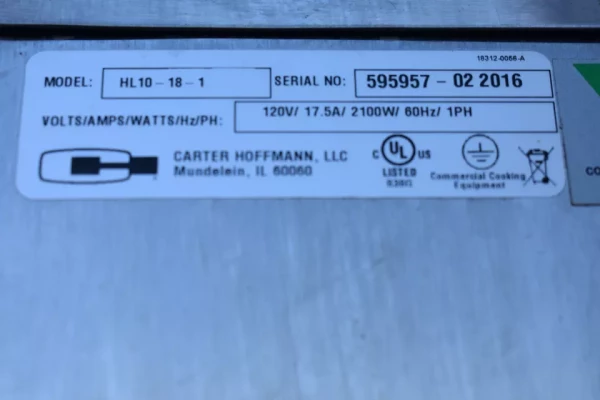 18312-0068-A
MODEL: HL10-18-1 SERIAL NO: 595957 - 02 2016
VOLTS/AMPS/WATTS/Hz/PH: 120V/ 17.5A/ 2100W/ 60Hz/ 1PH
CARTER HOFFMANN, LLC
Mundelein, IL 60060
C UL US
LISTED
Commercial Cooking
Equipment
CO